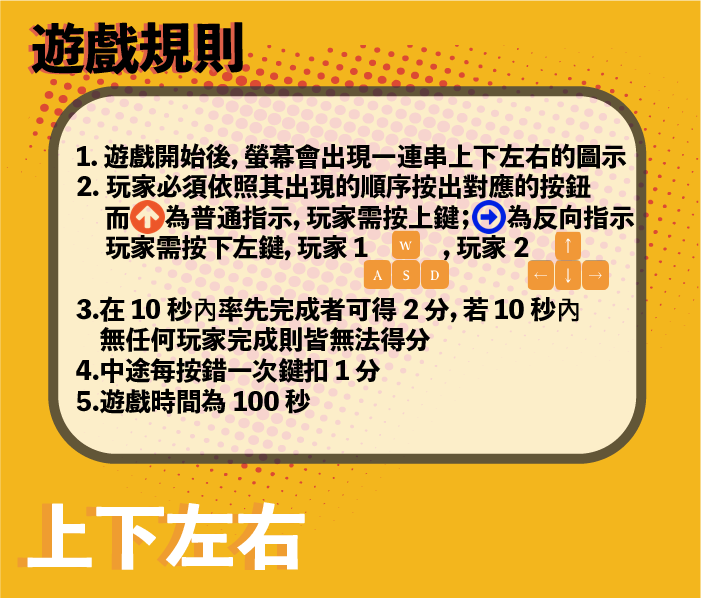 遊戲規則
1. 遊戲開始後, 螢幕會出現一連串上下左右的圖示
2. 玩家必須依照其出現的順序按出對應的按鈕
而↑為普通指示, 玩家需按上鍵; →為反向指示
玩家需按下左鍵, 玩家 1 W A S D , 玩家 2 ↑ ← ↓ →
3.在 10 秒內率先完成者可得 2 分, 若 10 秒內
無任何玩家完成則皆無法得分
4.中途每按錯一次鍵扣 1 分
5.遊戲時間為 100 秒
上下左右